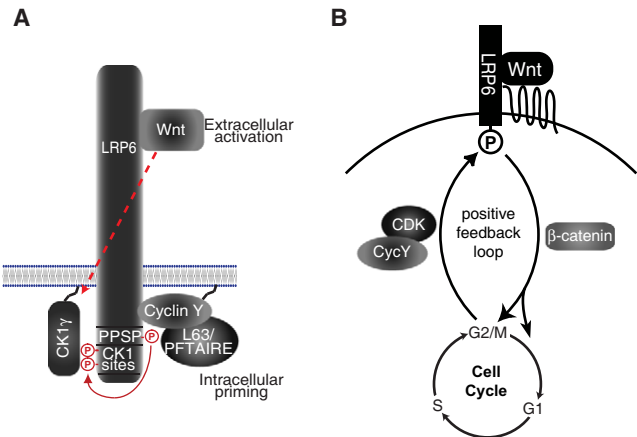 A
LRP6
Wnt
Extracellular
activation
CK1γ
Cyclin Y
PPSP
P
L63/
PFTAIRE
P
CK1
P
sites
Intracellular
priming
B
LRP6
Wnt
P
CDK
CycY
positive
feedback
loop
β-catenin
G2/M
Cell
Cycle
S
G1